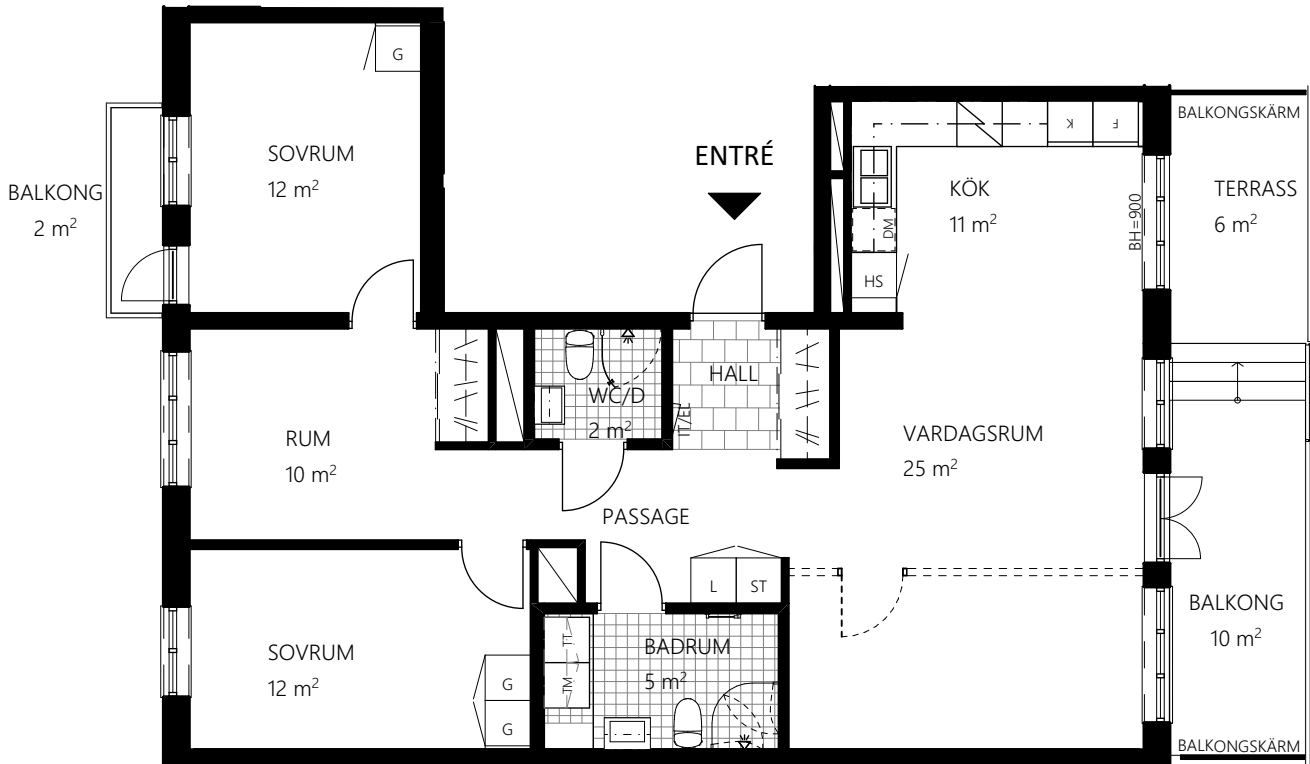 G
BALKONGSKÄRM
SOVRUM
12 m²
ENTRÉ
K
F
BALKONG
2 m²
KÖK
11 m²
BH=900
TERRASS
6 m²
DM
HS
HALL
WC/D
2 m²
IT/EL
RUM
10 m²
VARDAGSRUM
25 m²
PASSAGE
L
ST
BALKONG
10 m²
SOVRUM
12 m²
G
G
TT
TM
BADRUM
5 m²
BALKONGSKÄRM